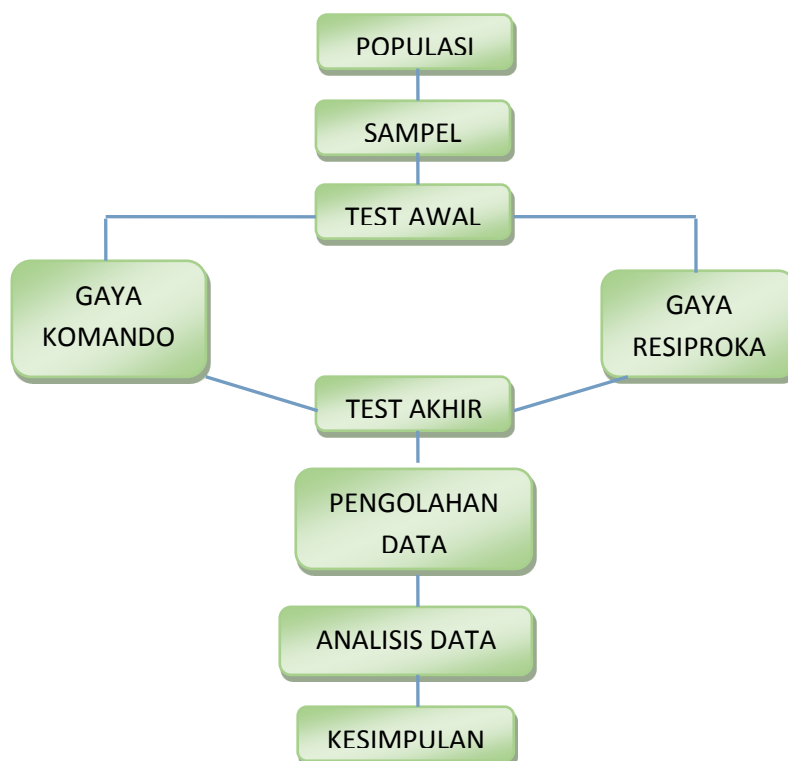 POPULASI
SAMPEL
TEST AWAL
GAYA
KOMANDO
GAYA
RESIPROKA
TEST AKHIR
PENGOLAHAN
DATA
ANALISIS DATA
KESIMPULAN